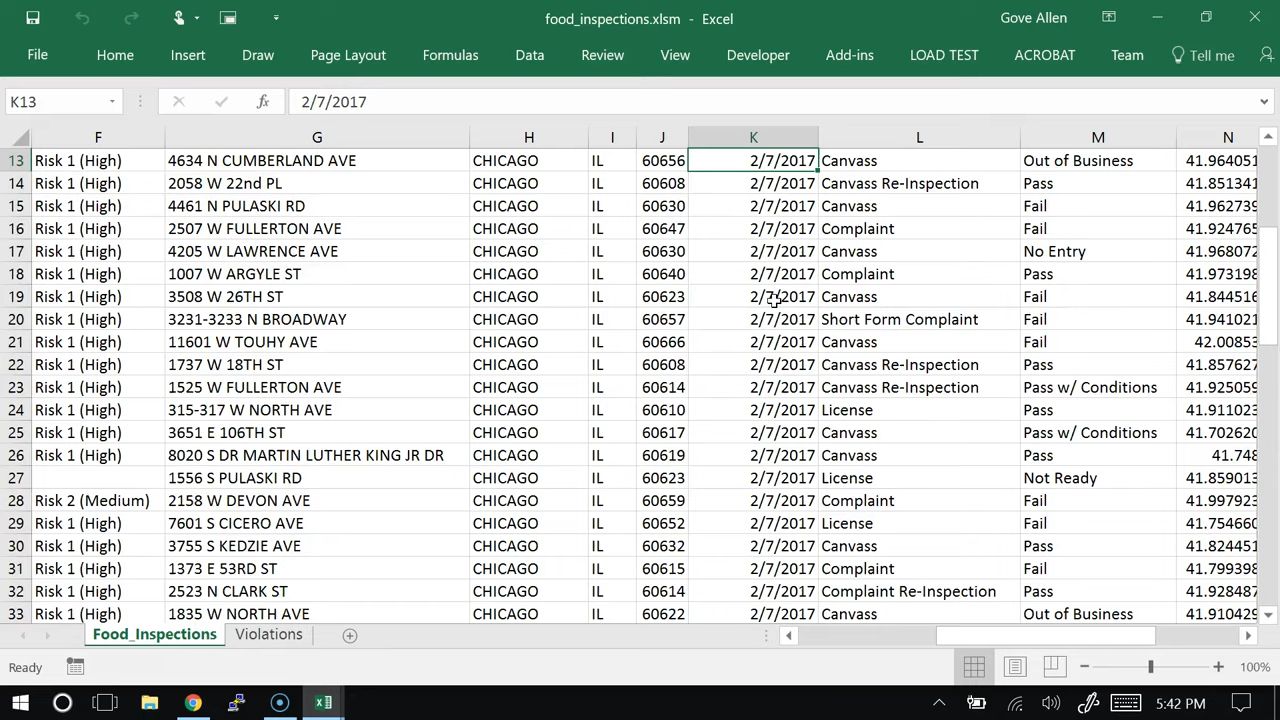 food_inspections.xlsm - Excel
Gove Allen
File Home Insert Draw Page Layout Formulas Data Review View Developer Add-ins LOAD TEST ACROBAT Team Tell me
K13 fx 2/7/2017
F G H I J K L M N
13 Risk 1 (High) 4634 N CUMBERLAND AVE CHICAGO IL 60656 2/7/2017 Canvass Out of Business 41.964051
14 Risk 1 (High) 2058 W 22nd PL CHICAGO IL 60608 2/7/2017 Canvass Re-Inspection Pass 41.851341
15 Risk 1 (High) 4461 N PULASKI RD CHICAGO IL 60630 2/7/2017 Canvass Fail 41.962739
16 Risk 1 (High) 2507 W FULLERTON AVE CHICAGO IL 60647 2/7/2017 Complaint Fail 41.924765
17 Risk 1 (High) 4205 W LAWRENCE AVE CHICAGO IL 60630 2/7/2017 Canvass No Entry 41.968072
18 Risk 1 (High) 1007 W ARGYLE ST CHICAGO IL 60640 2/7/2017 Complaint Pass 41.973198
19 Risk 1 (High) 3508 W 26TH ST CHICAGO IL 60623 2/7/2017 Canvass Fail 41.844516
20 Risk 1 (High) 3231-3233 N BROADWAY CHICAGO IL 60657 2/7/2017 Short Form Complaint Fail 41.941021
21 Risk 1 (High) 11601 W TOUHY AVE CHICAGO IL 60666 2/7/2017 Canvass Fail 42.00853
22 Risk 1 (High) 1737 W 18TH ST CHICAGO IL 60608 2/7/2017 Canvass Re-Inspection Pass 41.857627
23 Risk 1 (High) 1525 W FULLERTON AVE CHICAGO IL 60614 2/7/2017 Canvass Re-Inspection Pass w/ Conditions 41.925059
24 Risk 1 (High) 315-317 W NORTH AVE CHICAGO IL 60610 2/7/2017 License Pass 41.911023
25 Risk 1 (High) 3651 E 106TH ST CHICAGO IL 60617 2/7/2017 Canvass Pass w/ Conditions 41.702620
26 Risk 1 (High) 8020 S DR MARTIN LUTHER KING JR DR CHICAGO IL 60619 2/7/2017 Canvass Pass 41.748
27 1556 S PULASKI RD CHICAGO IL 60623 2/7/2017 License Not Ready 41.859013
28 Risk 2 (Medium) 2158 W DEVON AVE CHICAGO IL 60659 2/7/2017 Complaint Fail 41.997923
29 Risk 1 (High) 7601 S CICERO AVE CHICAGO IL 60652 2/7/2017 License Fail 41.754660
30 Risk 1 (High) 3755 S KEDZIE AVE CHICAGO IL 60632 2/7/2017 Canvass Pass 41.824451
31 Risk 1 (High) 1373 E 53RD ST CHICAGO IL 60615 2/7/2017 Complaint Fail 41.799398
32 Risk 1 (High) 2523 N CLARK ST CHICAGO IL 60614 2/7/2017 Complaint Re-Inspection Pass 41.928487
33 Risk 1 (High) 1835 W NORTH AVE CHICAGO IL 60622 2/7/2017 Canvass Out of Business 41.910429
Food_Inspections Violations
Ready 100%
5:42 PM